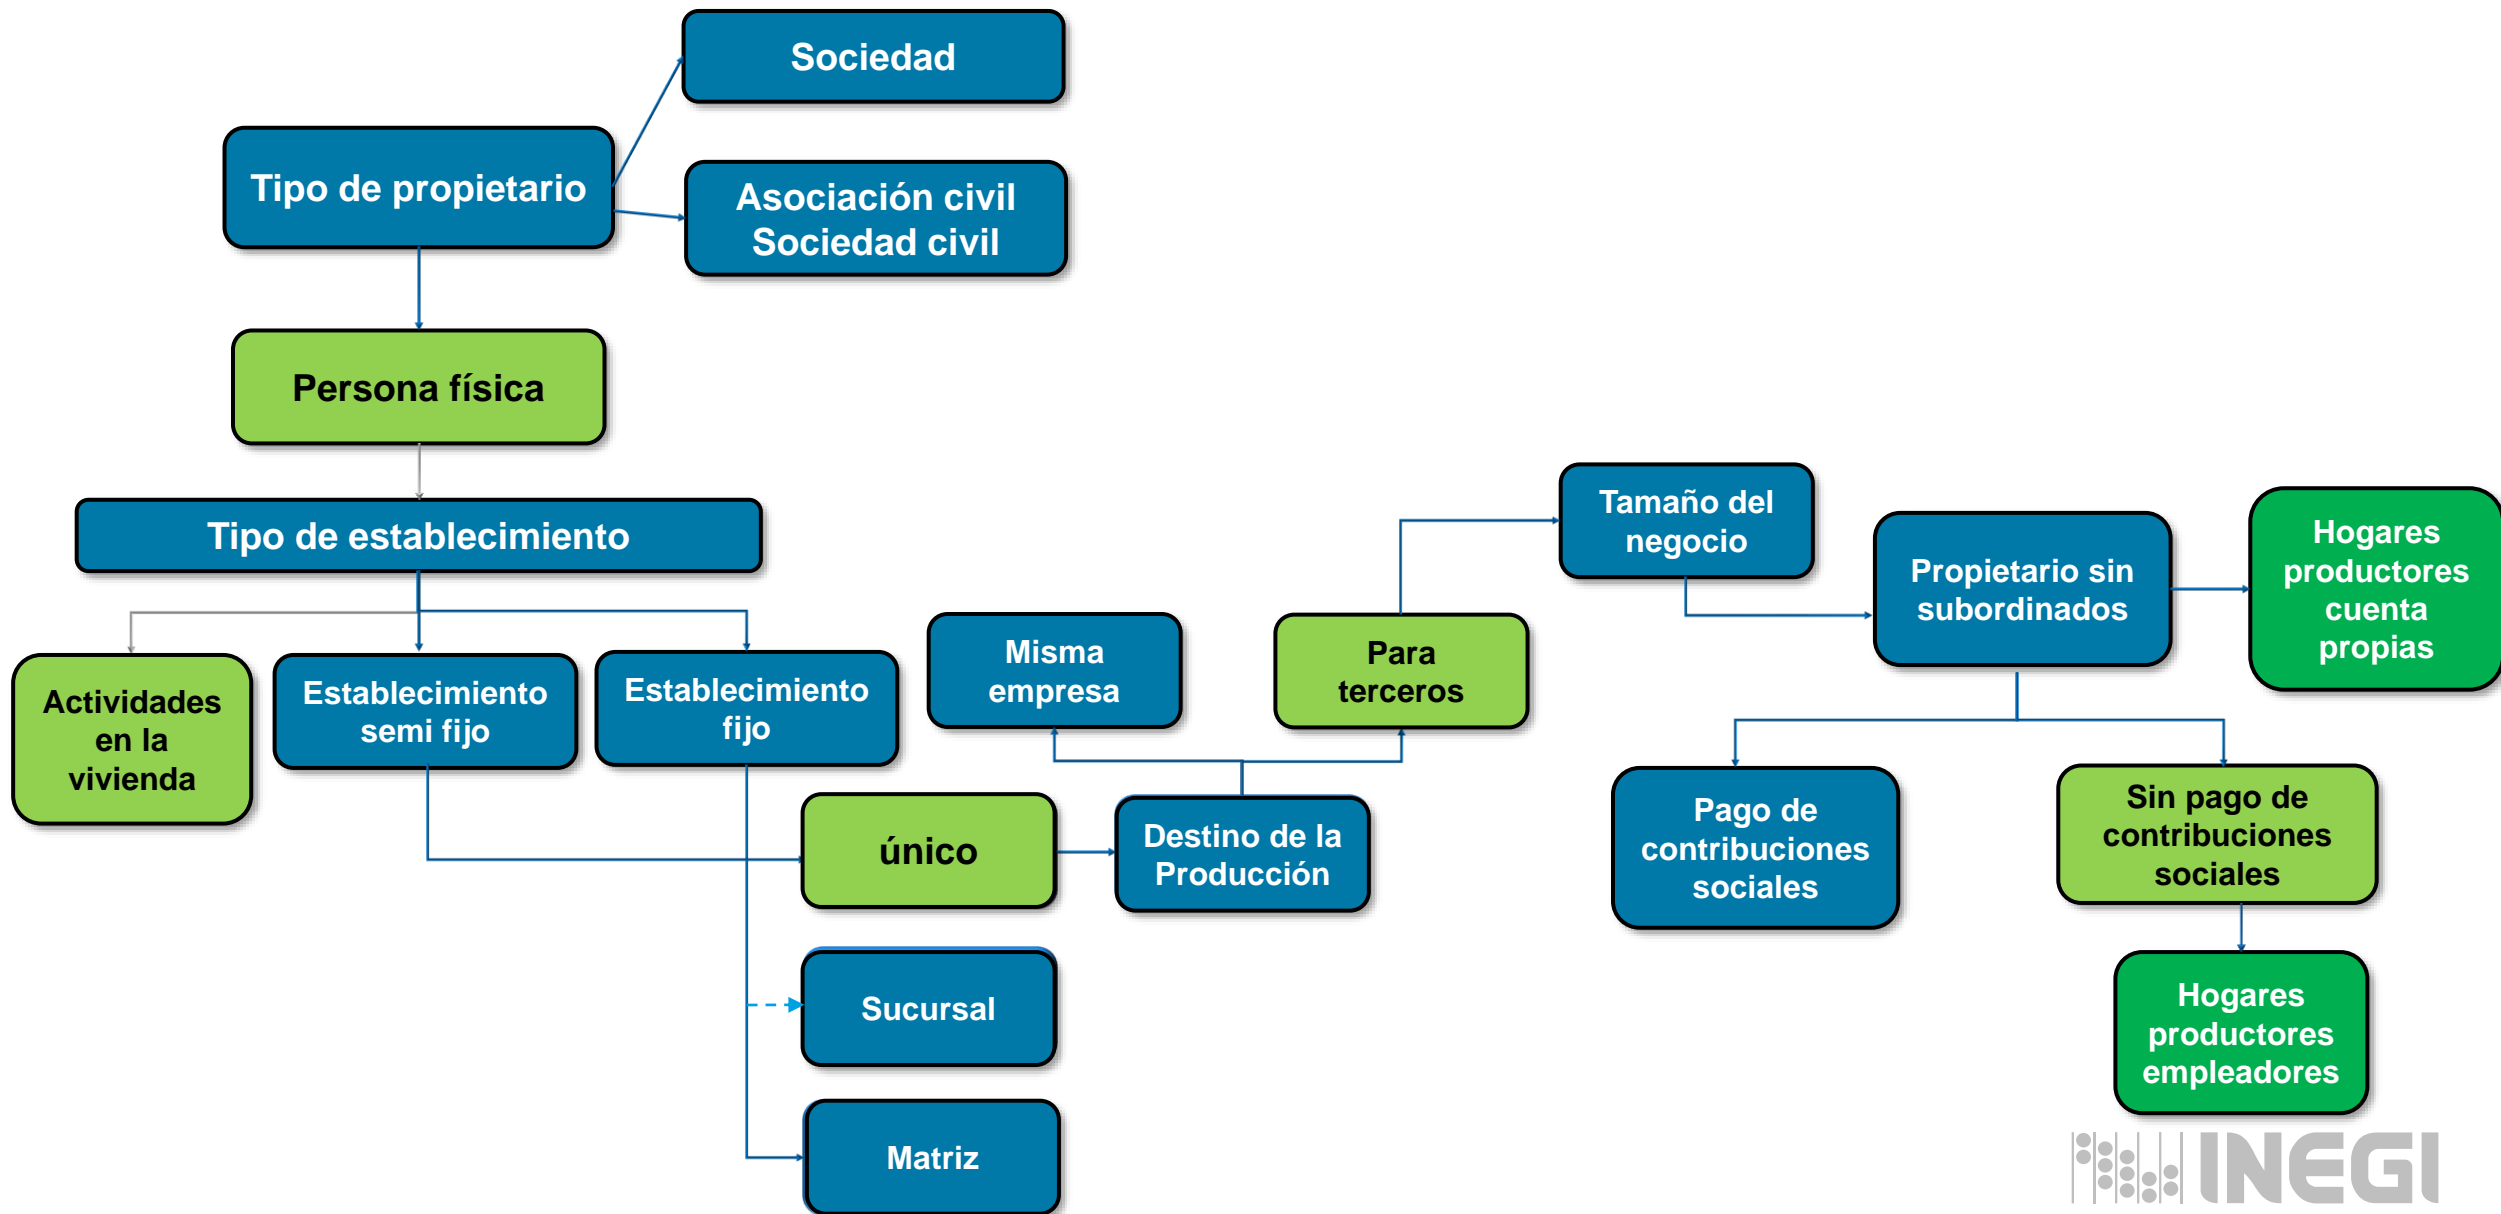 Sociedad
Tipo de propietario
Asociación civil
Sociedad civil
Persona física
Tipo de establecimiento
Actividades
en la
vivienda
Establecimiento
semi fijo
Establecimiento
fijo
Misma
empresa
Para
terceros
Tamaño del
negocio
Propietario sin
subordinados
Hogares
productores
cuenta
propias
único
Destino de la
Producción
Pago de
contribuciones
sociales
Sin pago de
contribuciones
sociales
Sucursal
Hogares
productores
empleadores
Matriz
INEGI